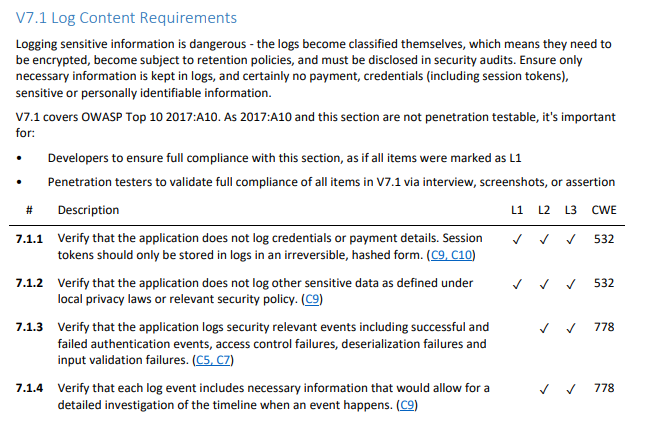 V7.1 Log Content Requirements
Logging sensitive information is dangerous - the logs become classified themselves, which means they need to
be encrypted, become subject to retention policies, and must be disclosed in security audits. Ensure only
necessary information is kept in logs, and certainly no payment, credentials (including session tokens),
sensitive or personally identifiable information.
V7.1 covers OWASP Top 10 2017:A10. As 2017:A10 and this section are not penetration testable, it's important
for:
• Developers to ensure full compliance with this section, as if all items were marked as L1
• Penetration testers to validate full compliance of all items in V7.1 via interview, screenshots, or assertion
# Description L1 L2 L3 CWE
7.1.1 Verify that the application does not log credentials or payment details. Session ✓ ✓ ✓ 532
tokens should only be stored in logs in an irreversible, hashed form. (C9, C10)
7.1.2 Verify that the application does not log other sensitive data as defined under ✓ ✓ ✓ 532
local privacy laws or relevant security policy. (C9)
7.1.3 Verify that the application logs security relevant events including successful and ✓ ✓ 778
failed authentication events, access control failures, deserialization failures and
input validation failures. (C5, C7)
7.1.4 Verify that each log event includes necessary information that would allow for a ✓ ✓ 778
detailed investigation of the timeline when an event happens. (C9)